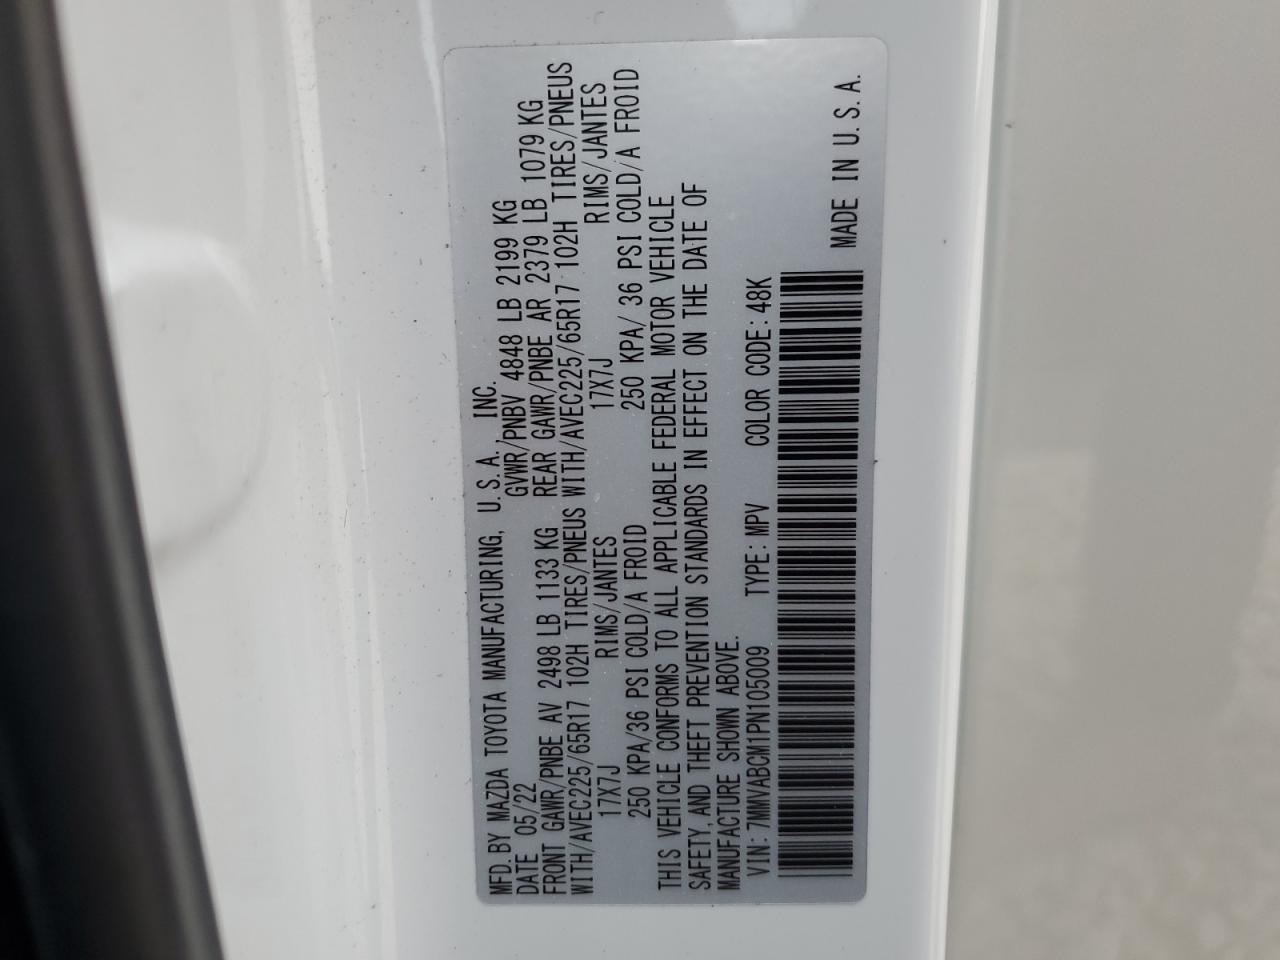 MFD. BY MAZDA TOYOTA MANUFACTURING, U.S.A., INC.
DATE 05/22 GVWR/PNBV 4848 LB 2199 KG
FRONT GAWR/PNBE AV 2498 LB 1133 KG REAR GAWR/PNBE AR 2379 LB 1079 KG
WITH/AVEC225/65R17 102H TIRES/PNEUS WITH/AVEC225/65R17 102H TIRES/PNEUS
17X7J RIMS/JANTES 17X7J RIMS/JANTES
250 KPA/36 PSI COLD/A FROID 250 KPA/ 36 PSI COLD/A FROID
THIS VEHICLE CONFORMS TO ALL APPLICABLE FEDERAL MOTOR VEHICLE
SAFETY, AND THEFT PREVENTION STANDARDS IN EFFECT ON THE DATE OF
MANUFACTURE SHOWN ABOVE.
VIN:7MMVABCM1PN105009 TYPE: MPV COLOR CODE: 48K
MADE IN U.S.A.